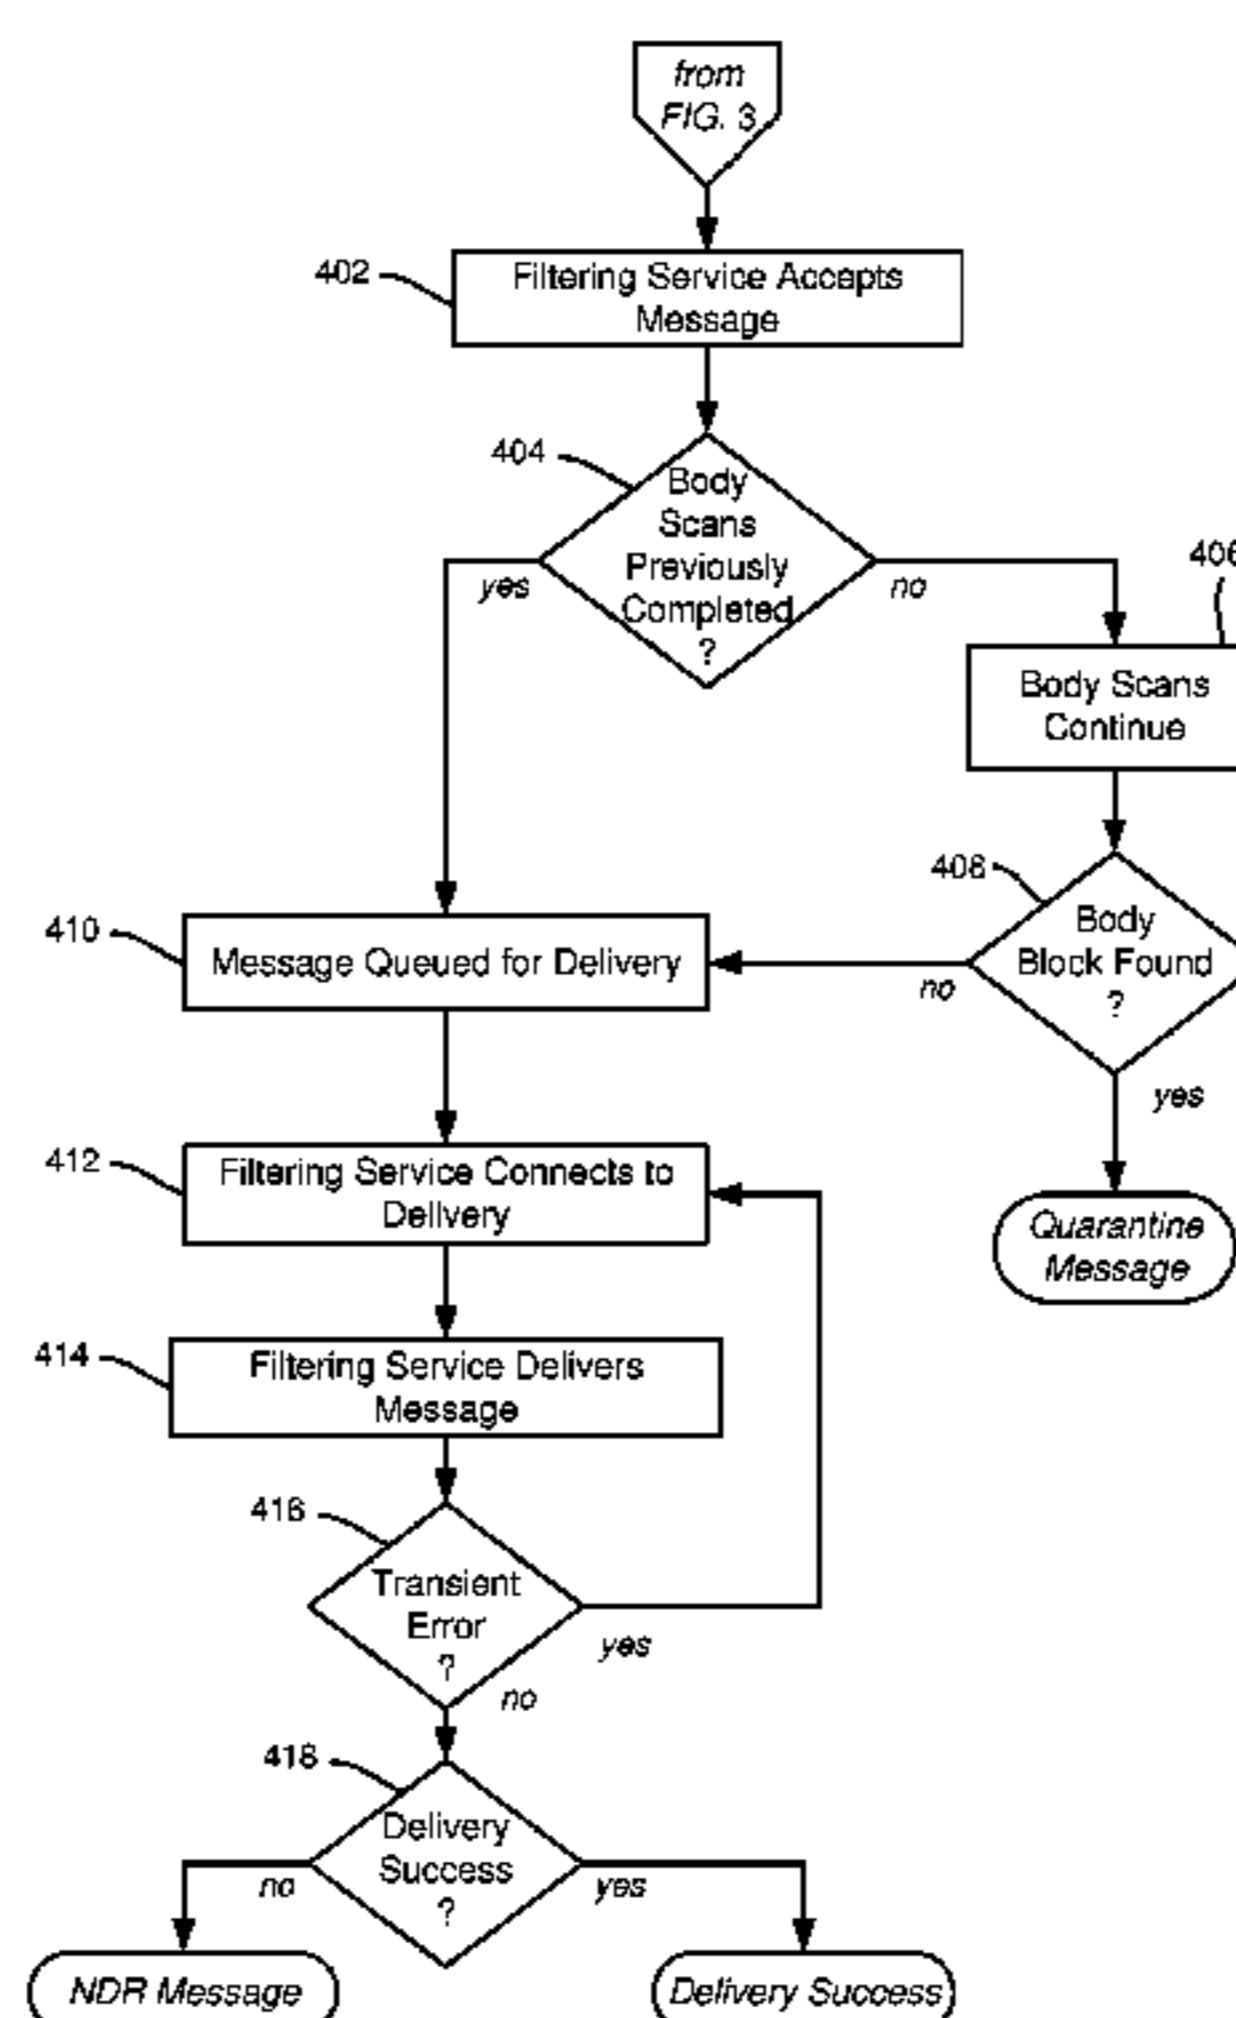 from
FIG. 3
402
Filtering Service Accepts
Message
404
Body
Scans
Previously
Completed
?
yes
no
406
Body Scans
Continue
408
Body
Block Found
?
no
yes
410
Message Queued for Delivery
412
Filtering Service Connects to
Delivery
Quarantine
Message
414
Filtering Service Delivers
Message
416
Transient
Error
?
yes
no
418
Delivery
Success
?
no
yes
NDR Message
Delivery Success